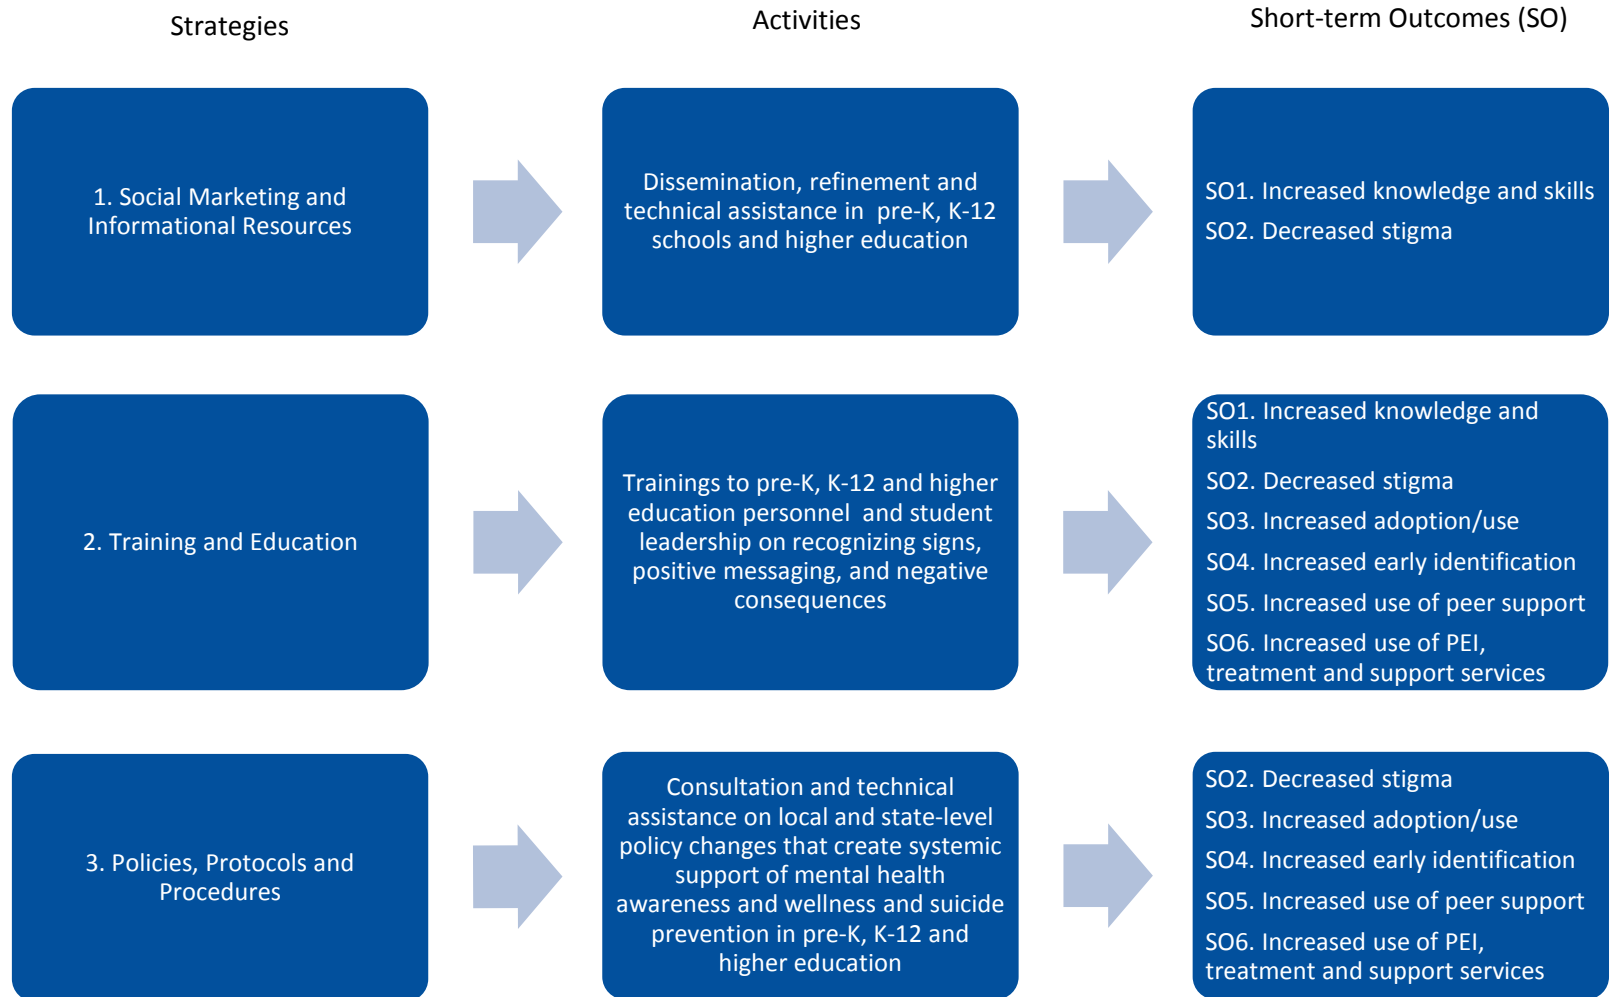 Strategies
Activities
Short-term Outcomes (SO)
1. Social Marketing and
Informational Resources
Dissemination, refinement and
technical assistance in  pre-K, K-12
schools and higher education
SO1. Increased knowledge and skills
SO2. Decreased stigma
2. Training and Education
Trainings to pre-K, K-12 and higher
education personnel  and student
leadership on recognizing signs,
positive messaging, and negative
consequences
SO1. Increased knowledge and
skills
SO2. Decreased stigma
SO3. Increased adoption/use
SO4. Increased early identification
SO5. Increased use of peer support
SO6. Increased use of PEI,
treatment and support services
3. Policies, Protocols and
Procedures
Consultation and technical
assistance on local and state-level
policy changes that create systemic
support of mental health
awareness and wellness and suicide
prevention in pre-K, K-12 and
higher education
SO2. Decreased stigma
SO3. Increased adoption/use
SO4. Increased early identification
SO5. Increased use of peer support
SO6. Increased use of PEI,
treatment and support services